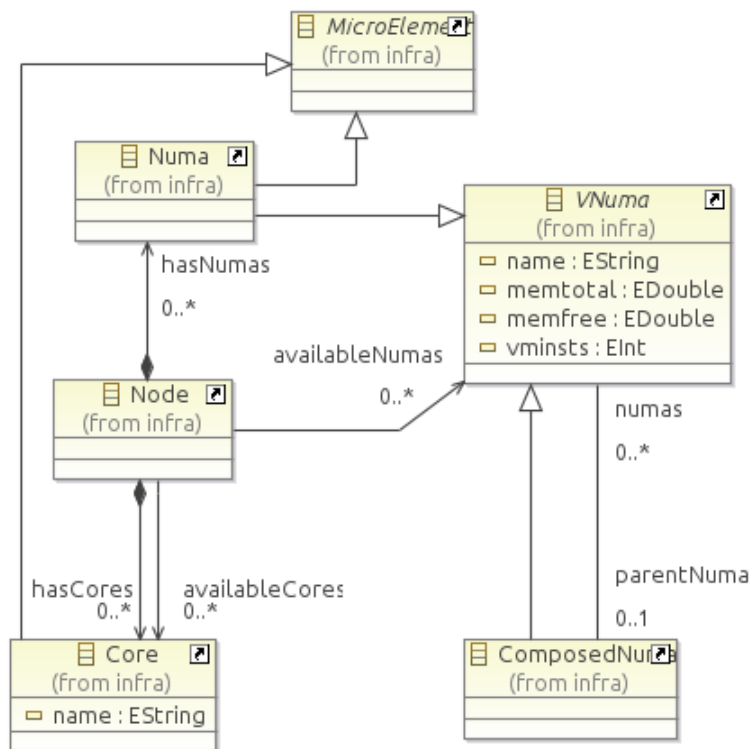 MicroElement
(from infra)
Numa
(from infra)
VNuma
(from infra)
name : EString
memtotal : EDouble
memfree : EDouble
vminsts : EInt
hasNumas
0..*
availableNumas
0..*
Node
(from infra)
numas
0..*
hasCores
0..*
availableCores
0..*
parentNuma
0..1
Core
(from infra)
name : EString
ComposedNuma
(from infra)